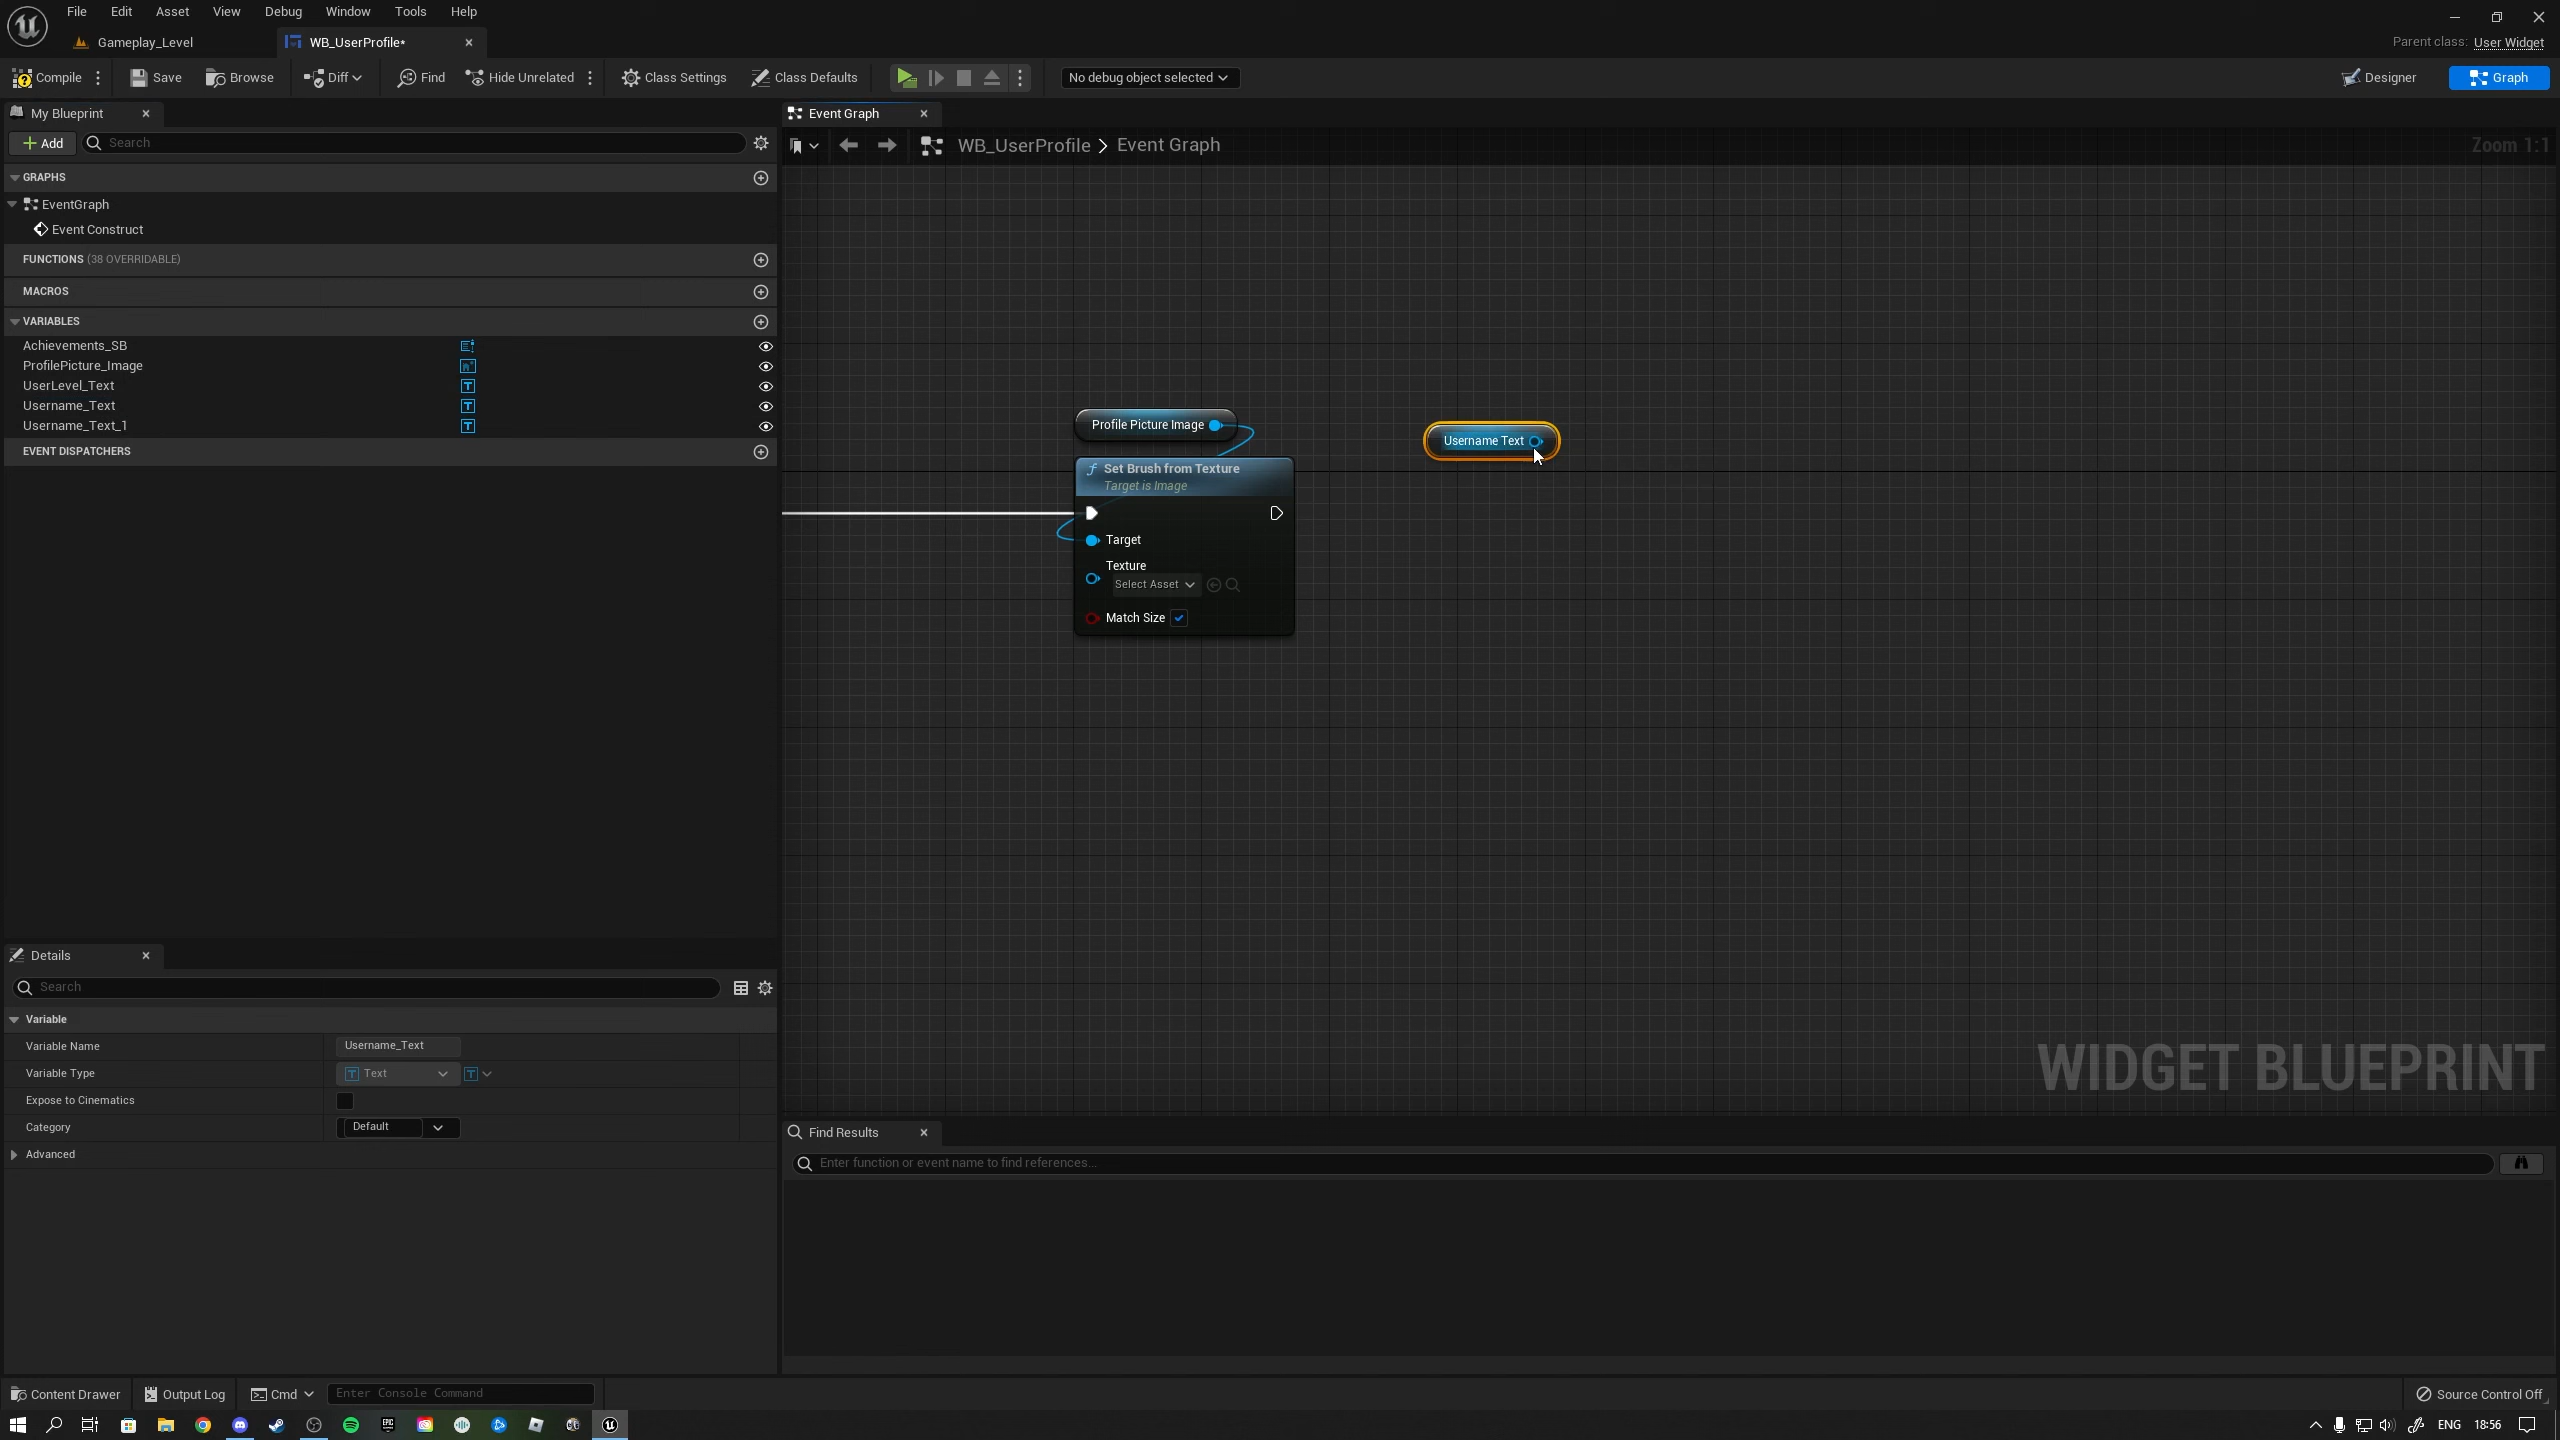 File Edit Asset View Debug Window Tools Help
Gameplay_Level
WB_UserProfile*
Parent class: User Widget
Compile
Save
Browse
Diff
Find
Hide Unrelated
Class Settings
Class Defaults
No debug object selected
Designer
Graph
My Blueprint
Event Graph
Add
Search
WB_UserProfile > Event Graph
Zoom 1:1
GRAPHS
EventGraph
Event Construct
FUNCTIONS (38 OVERRIDABLE)
MACROS
VARIABLES
Achievements_SB
ProfilePicture_Image
UserLevel_Text
Username_Text
Username_Text_1
EVENT DISPATCHERS
Profile Picture Image
Username Text
Set Brush from Texture
Target is Image
Target
Texture
Select Asset
Match Size
Details
Search
Variable
Variable Name
Username_Text
Variable Type
Text
Expose to Cinematics
Category
Default
Advanced
WIDGET BLUEPRINT
Find Results
Enter function or event name to find references...
Content Drawer
Output Log
Cmd
Enter Console Command
Source Control Off
ENG
18:56